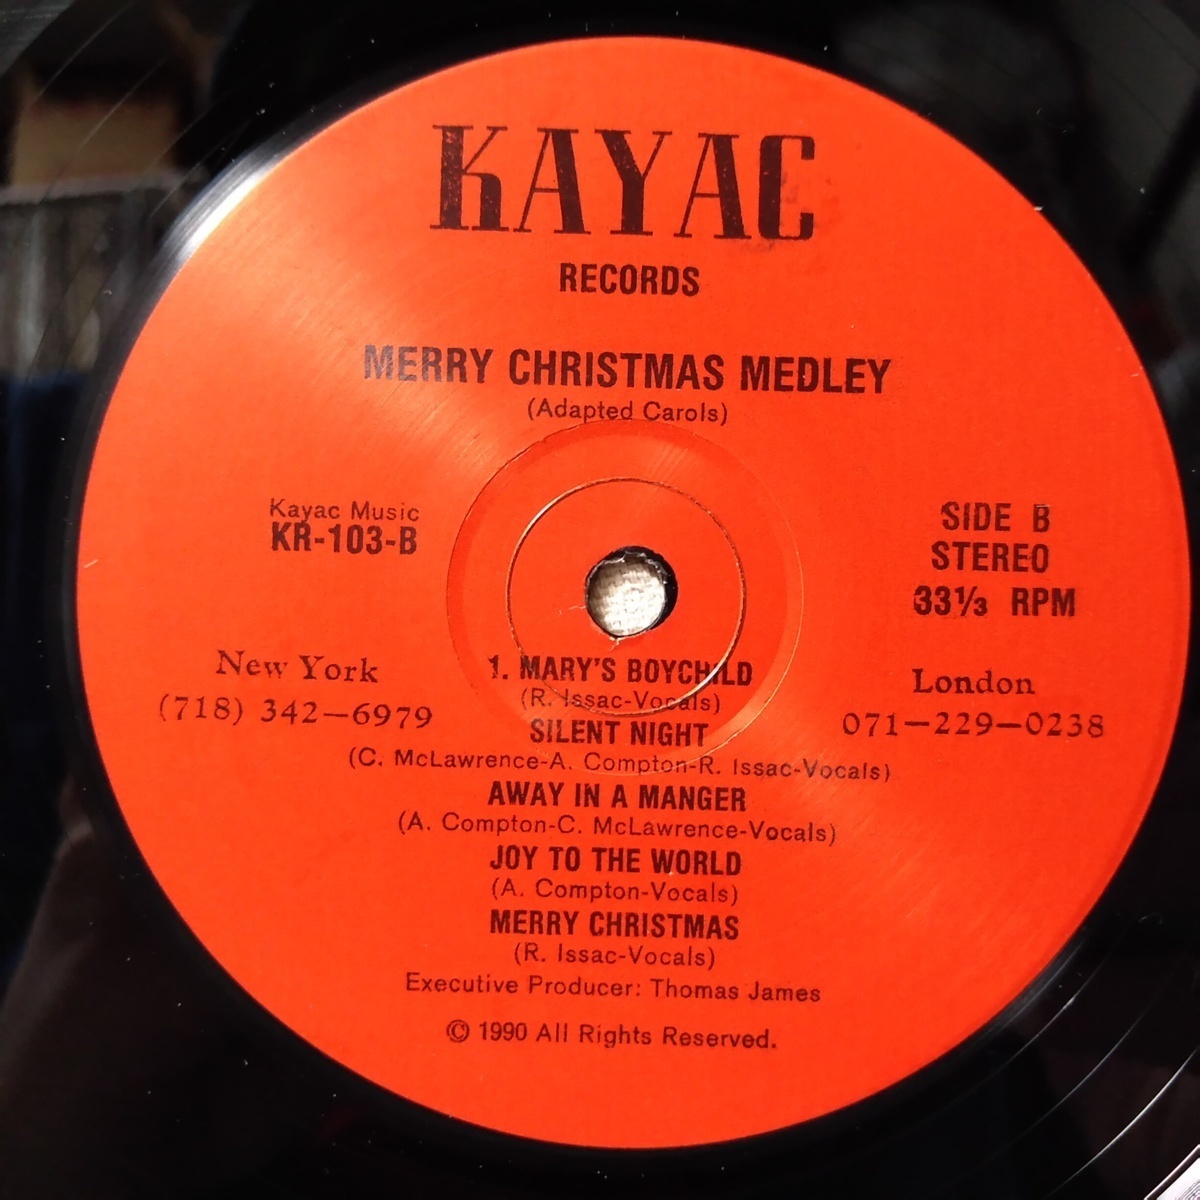 KAYAC
RECORDS
MERRY CHRISTMAS MEDLEY
(Adapted Carols)
Kayac Music
KR-103-B
SIDE B
STEREO
33⅓ RPM
New York
(718) 342-6979
London
071-229-0238
1. MARY'S BOYCHILD
(R. Issac-Vocals)
SILENT NIGHT
(C. McLawrence-A. Compton-R. Issac-Vocals)
AWAY IN A MANGER
(A. Compton-C. McLawrence-Vocals)
JOY TO THE WORLD
(A. Compton-Vocals)
MERRY CHRISTMAS
(R. Issac-Vocals)
Executive Producer: Thomas James
© 1990 All Rights Reserved.